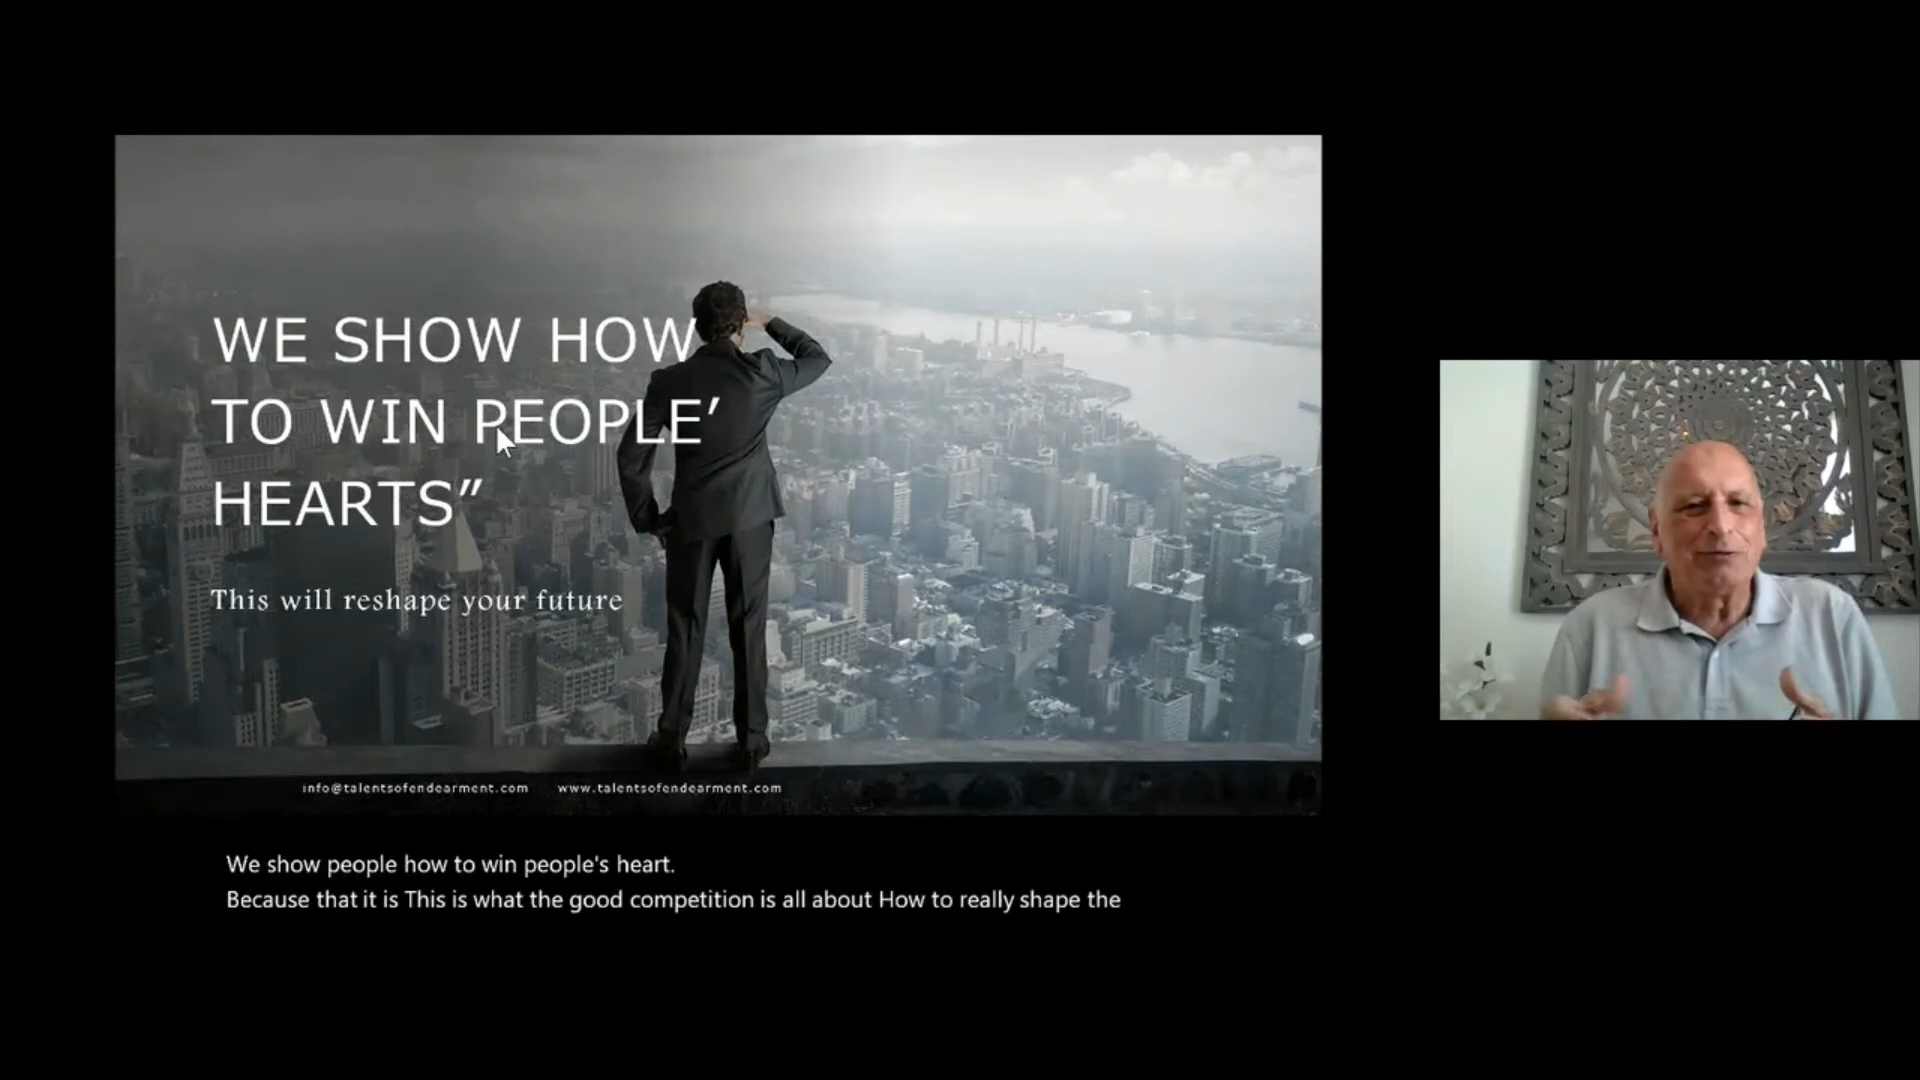 WE SHOW HOW
TO WIN PEOPLE’
HEARTS”
This will reshape your future
info@talentsofendearment.com www.talentsofendearment.com
We show people how to win people's heart.
Because that it is This is what the good competition is all about How to really shape the